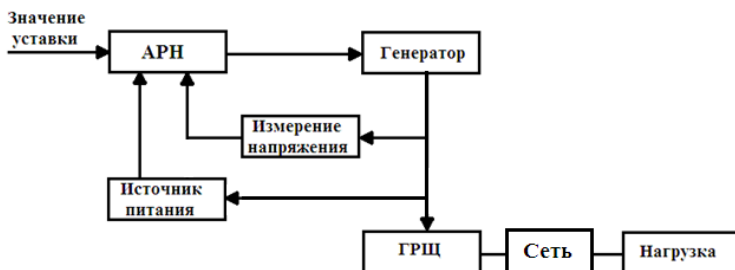 Значение
уставки
АРН
Генератор
Измерение
напряжения
Источник
питания
ГРЩ
Сеть
Нагрузка